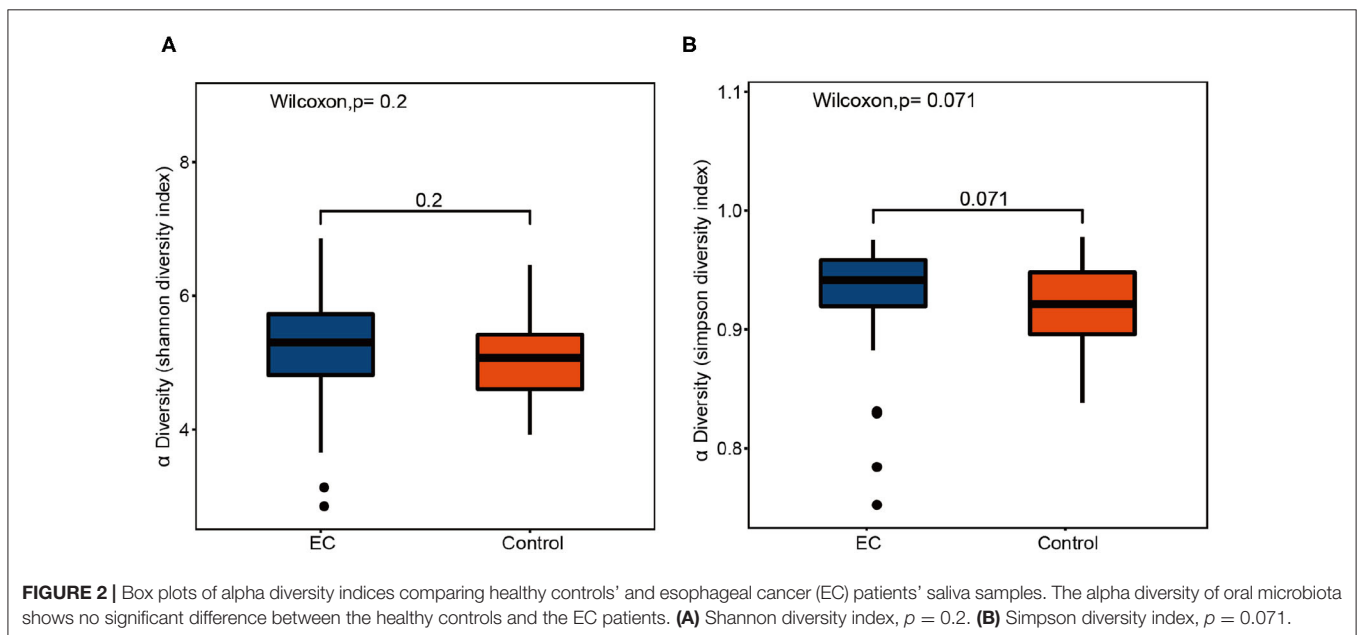 A
Wilcoxon,p= 0.2
α Diversity (shannon diversity index)
8
6
4
0.2
EC
Control
B
Wilcoxon,p= 0.071
α Diversity (simpson diversity index)
1.1
1.0
0.9
0.8
0.071
EC
Control
FIGURE 2 | Box plots of alpha diversity indices comparing healthy controls’ and esophageal cancer (EC) patients’ saliva samples. The alpha diversity of oral microbiota
shows no significant difference between the healthy controls and the EC patients. (A) Shannon diversity index, p = 0.2. (B) Simpson diversity index, p = 0.071.